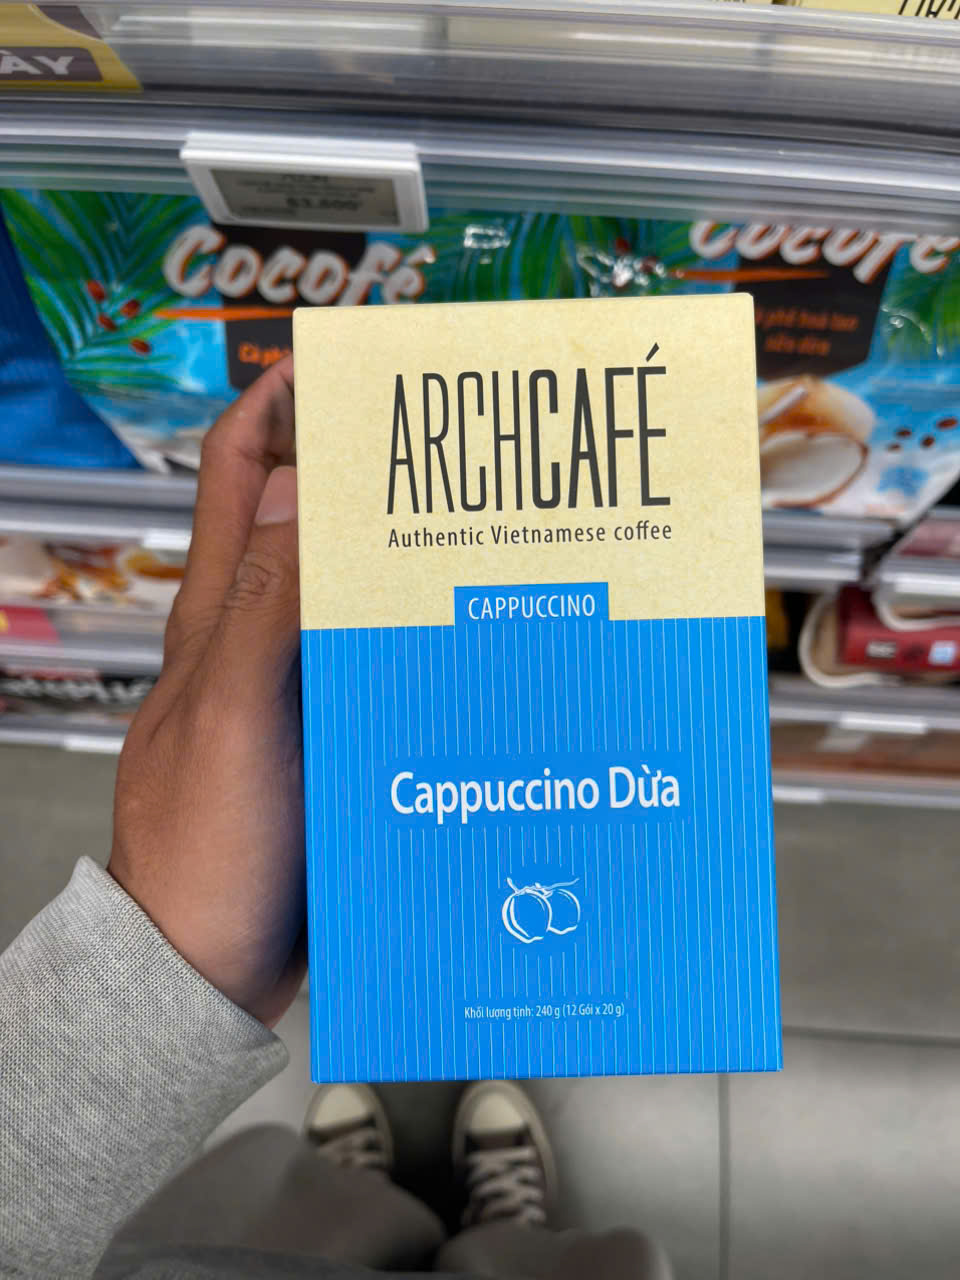 Cocofé
Cocofé
ARCHCAFÉ
Authentic Vietnamese coffee
CAPPUCCINO
Cappuccino Dừa
Khối lượng tịnh: 240 g (12 Gói x 20 g)